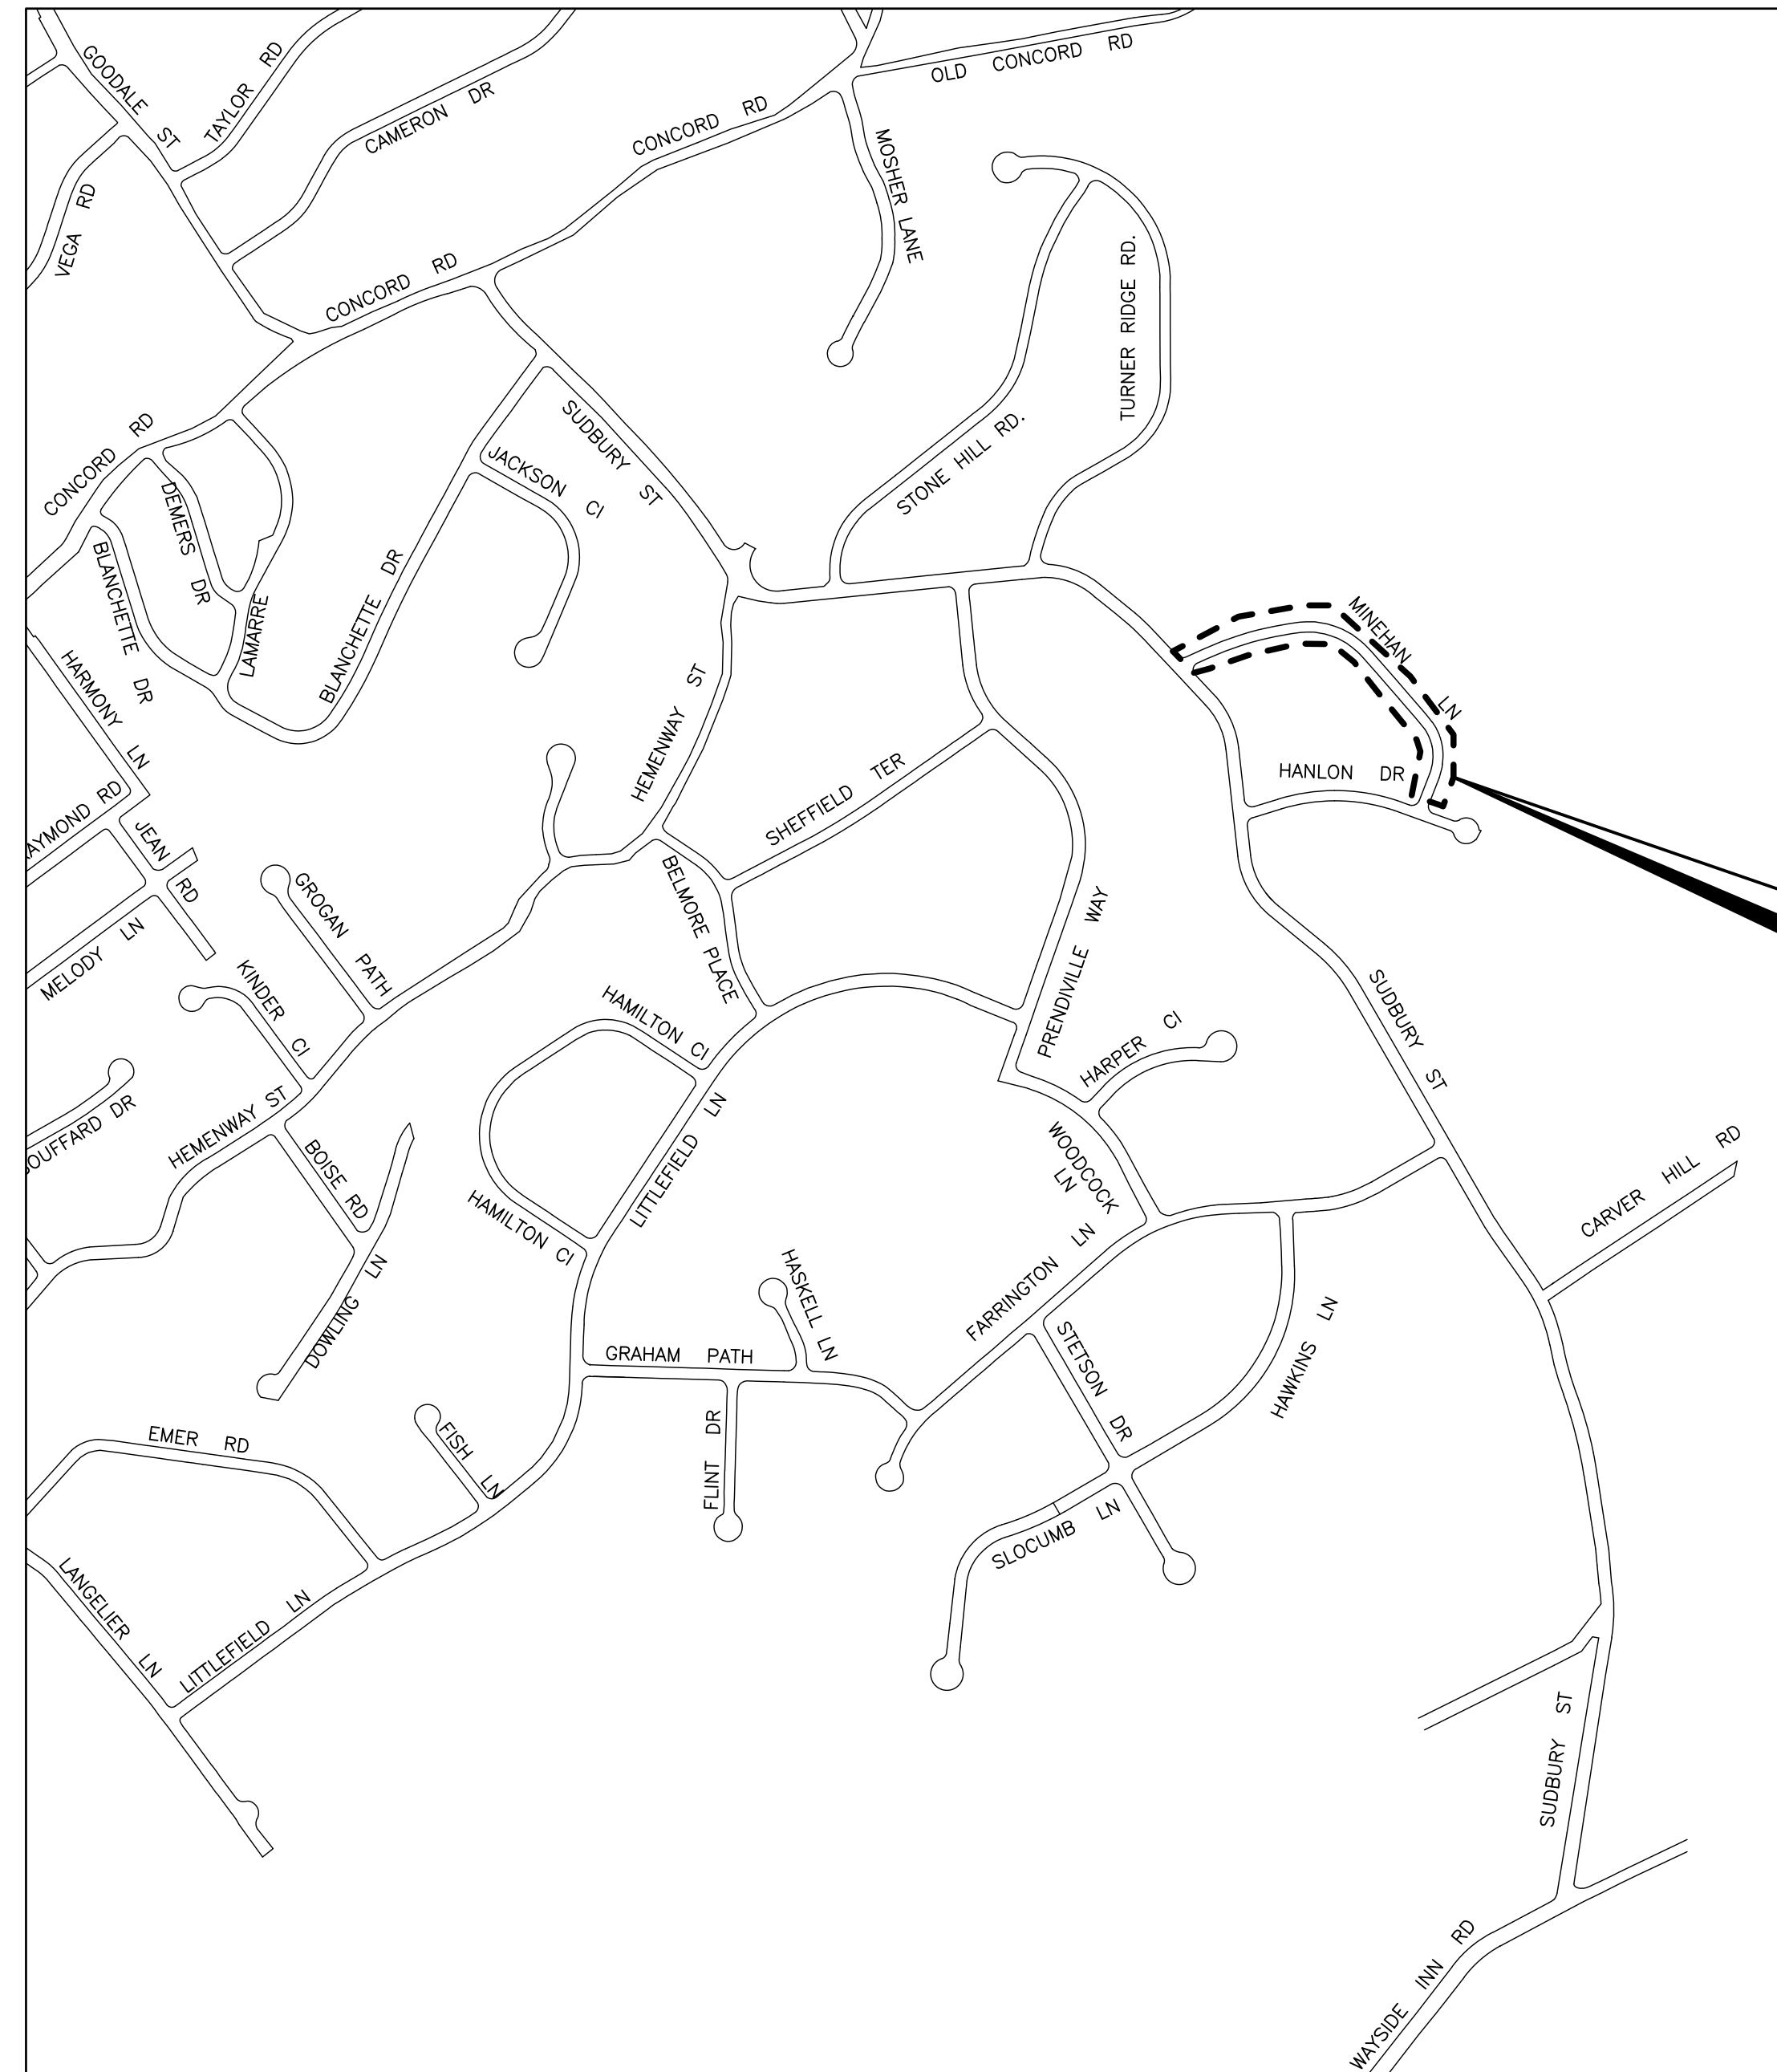 GOODALE ST
TAYLOR RD
CAMERON DR
CONCORD RD
OLD CONCORD RD
MOSHER LANE
VEGA RD
CONCORD RD
TURNER RIDGE RD.
CONCORD RD
SUDBURY ST
STONE HILL RD.
JACKSON CI
DEMERS DR
BLANCHETTE DR
LAMARRE
BLANCHETTE DR
MINEHAN LN
HARMONY LN
HEMENWAY ST
SHEFFIELD TER
HANLON DR
AYMOND RD
JEAN RD
GROGAN PATH
BELMORE PLACE
PRENDIVILLE WAY
MELODY LN
KINDER CI
HAMILTON CI
SUDBURY ST
HARPER CI
OUFFARD DR
HEMENWAY ST
BOISE RD
LITTLEFIELD LN
WOODCOCK LN
CARVER HILL RD
HAMILTON CI
DOWLING LN
HASKELL LN
FARRINGTON LN
GRAHAM PATH
STETSON DR
HAWKINS LN
EMER RD
FISH LN
FLINT DR
SLOCUMB LN
LANGELIER LN
LITTLEFIELD LN
SUDBURY ST
WAYSIDE INN RD